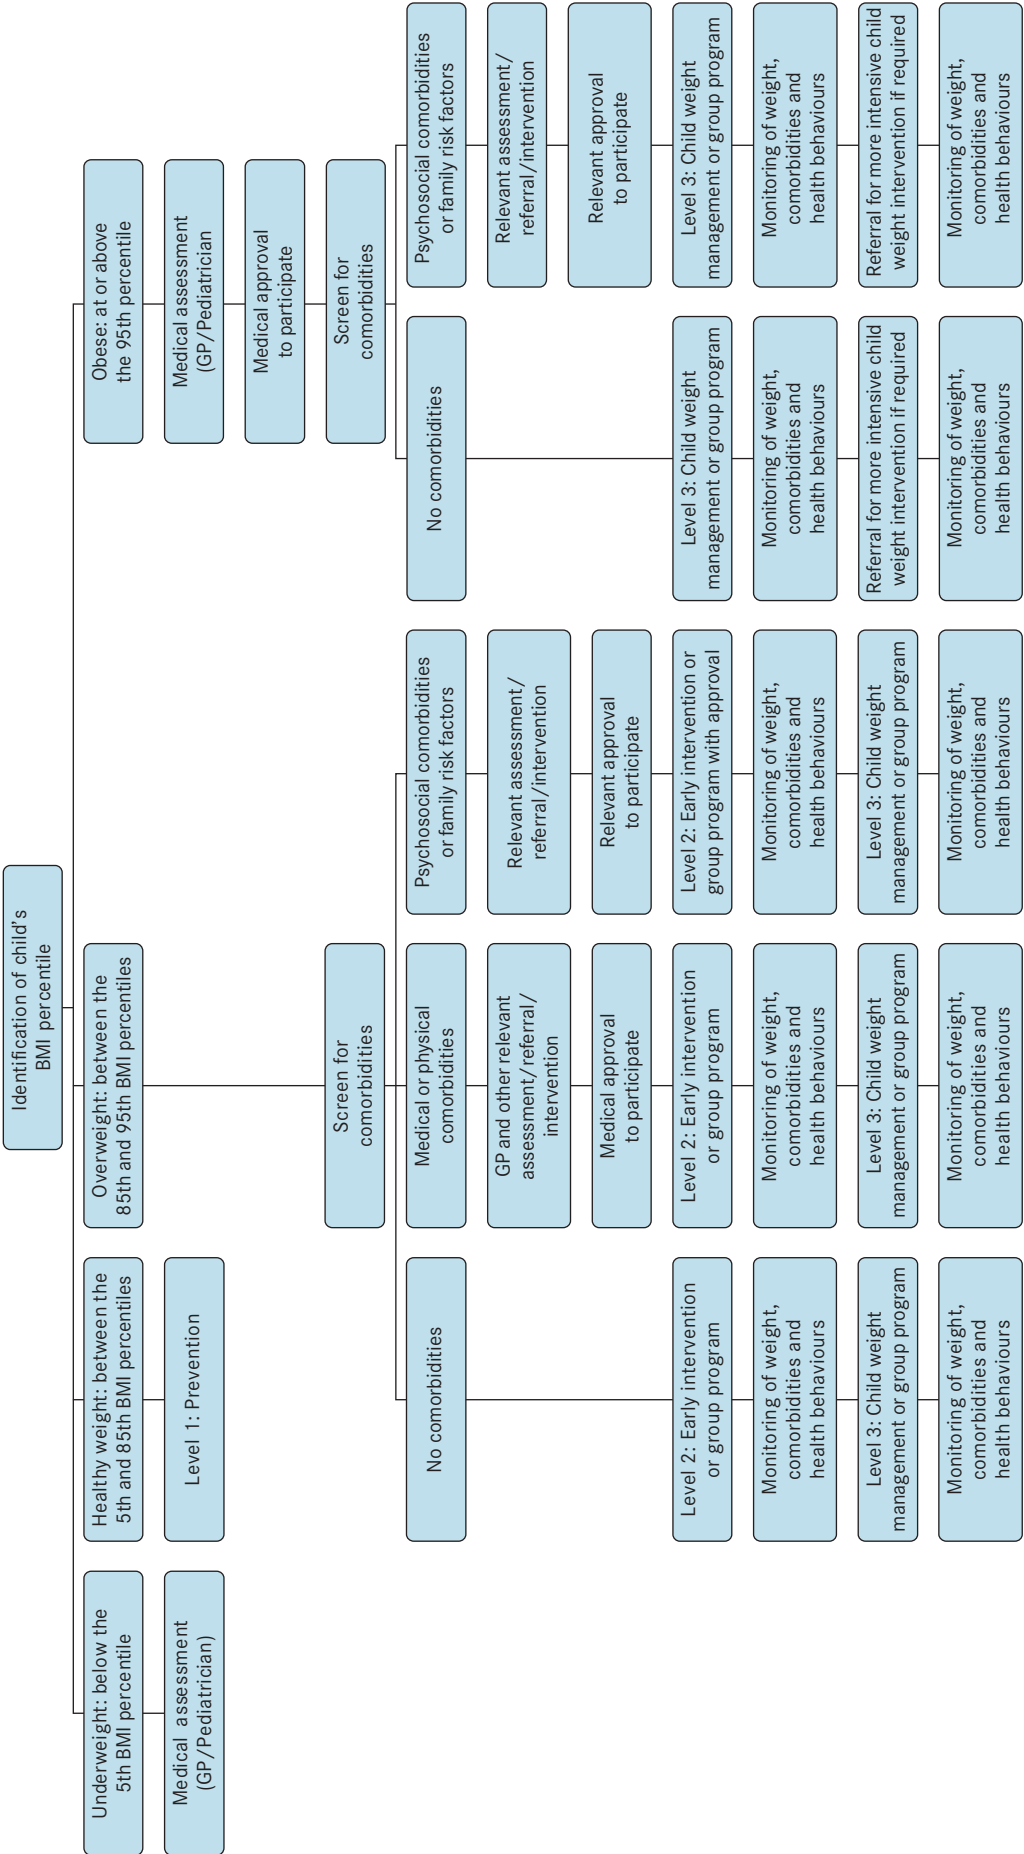 Identification of child's
BMI percentile
Underweight: below the
5th BMI percentile
Medical assessment
(GP/Pediatrician)
Healthy weight: between the
5th and 85th BMI percentiles
Level 1: Prevention
Overweight: between the
85th and 95th BMI percentiles
Screen for
comorbidities
No comorbidities
Level 2: Early intervention
or group program
Monitoring of weight,
comorbidities and
health behaviours
Level 3: Child weight
management or group program
Monitoring of weight,
comorbidities and
health behaviours
Medical or physical
comorbidities
GP and other relevant
assessment/referral/
intervention
Medical approval
to participate
Level 2: Early intervention
or group program
Monitoring of weight,
comorbidities and
health behaviours
Level 3: Child weight
management or group program
Monitoring of weight,
comorbidities and
health behaviours
Psychosocial comorbidities
or family risk factors
Relevant assessment/
referral/intervention
Relevant approval
to participate
Level 2: Early intervention or
group program with approval
Monitoring of weight,
comorbidities and
health behaviours
Level 3: Child weight
management or group program
Monitoring of weight,
comorbidities and
health behaviours
Obese: at or above
the 95th percentile
Medical assessment
(GP/Pediatrician)
Medical approval
to participate
Screen for
comorbidities
No comorbidities
Level 3: Child weight
management or group program
Monitoring of weight,
comorbidities and
health behaviours
Referral for more intensive child
weight intervention if required
Monitoring of weight,
comorbidities and
health behaviours
Psychosocial comorbidities
or family risk factors
Relevant assessment/
referral/intervention
Relevant approval
to participate
Level 3: Child weight
management or group program
Monitoring of weight,
comorbidities and
health behaviours
Referral for more intensive child
weight intervention if required
Monitoring of weight,
comorbidities and
health behaviours